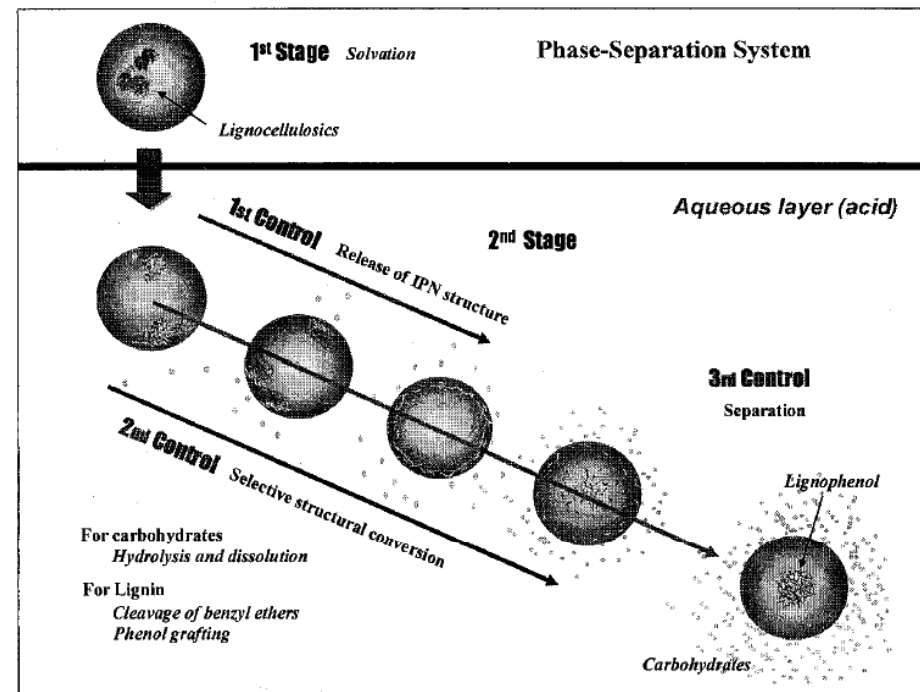 1st Stage Solvation
Phase-Separation System
Lignocellulosics
Aqueous layer (acid)
1st Control
Release of IPN structure
2nd Stage
3rd Control
Separation
2nd Control
Selective structural conversion
Lignophenol
For carbohydrates
Hydrolysis and dissolution
For Lignin
Cleavage of benzyl ethers
Phenol grafting
Carbohydrates